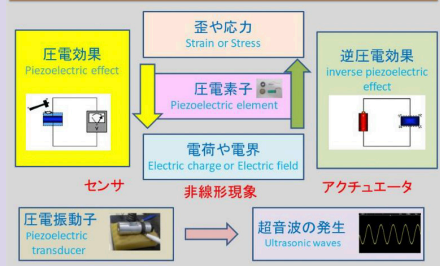 歪や応力
Strain or Stress
圧電効果
Piezoelectric effect
逆圧電効果
inverse piezoelectric
effect
圧電素子
Piezoelectric element
電荷や電界
Electric charge or Electric field
センサ
非線形現象
アクチュエータ
圧電振動子
Piezoelectric
transducer
超音波の発生
Ultrasonic waves